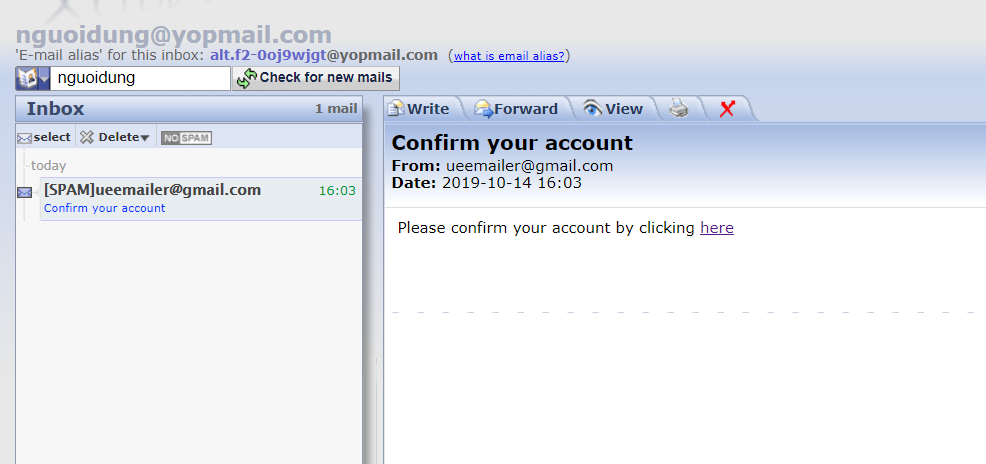 nguoidung@yopmail.com
'E-mail alias' for this inbox: alt.f2-0oj9wjgt@yopmail.com (what is email alias?)
nguoidung Check for new mails
Inbox 1 mail
select Delete NO SPAM
today
[SPAM]ueemailer@gmail.com 16:03
Confirm your account
Write Forward View
Confirm your account
From: ueemailer@gmail.com
Date: 2019-10-14 16:03
Please confirm your account by clicking here